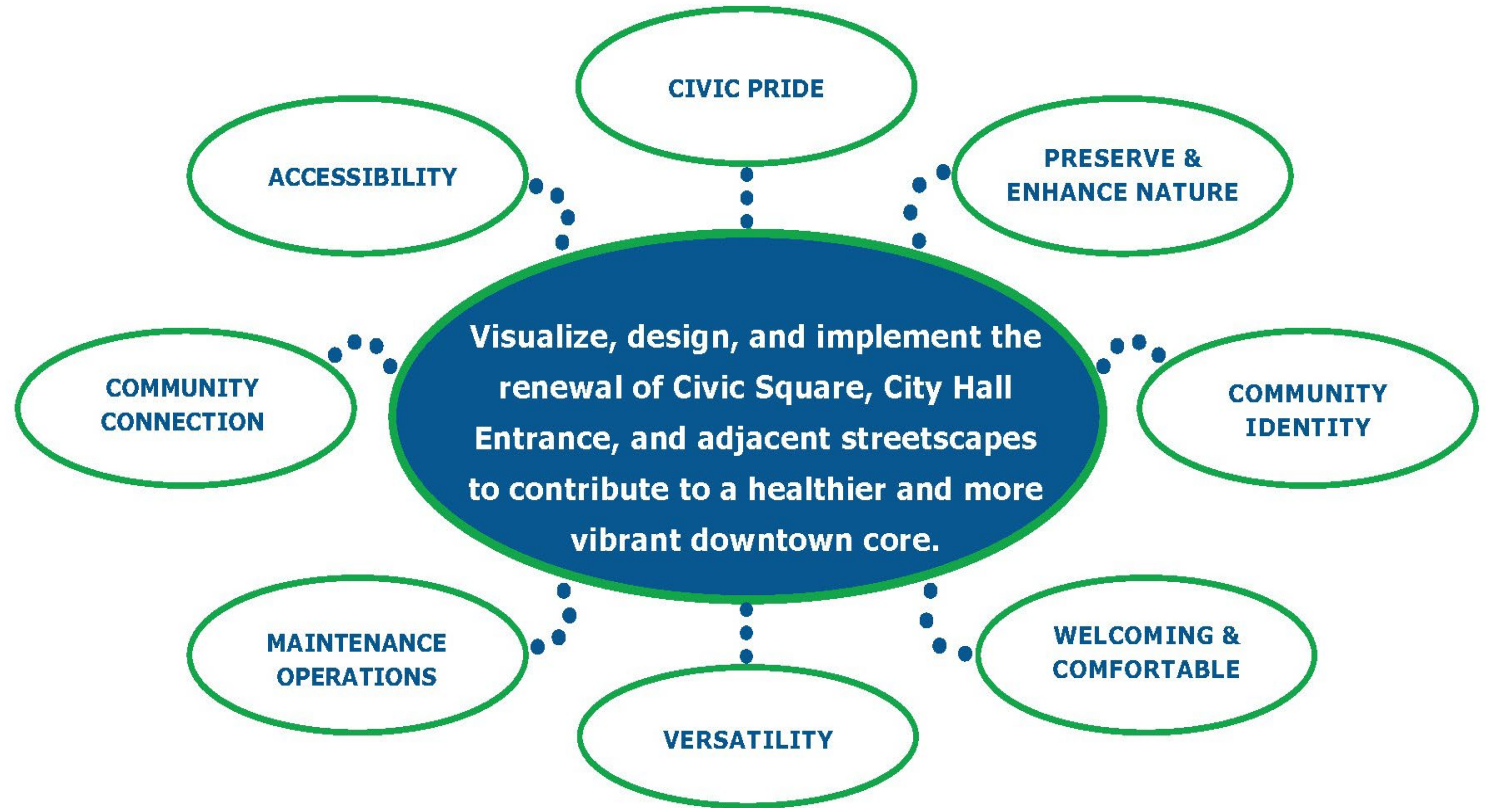 CIVIC PRIDE
ACCESSIBILITY
PRESERVE &
ENHANCE NATURE
Visualize, design, and implement the
renewal of Civic Square, City Hall
Entrance, and adjacent streetscapes
to contribute to a healthier and more
vibrant downtown core.
COMMUNITY
CONNECTION
COMMUNITY
IDENTITY
MAINTENANCE
OPERATIONS
WELCOMING &
COMFORTABLE
VERSATILITY